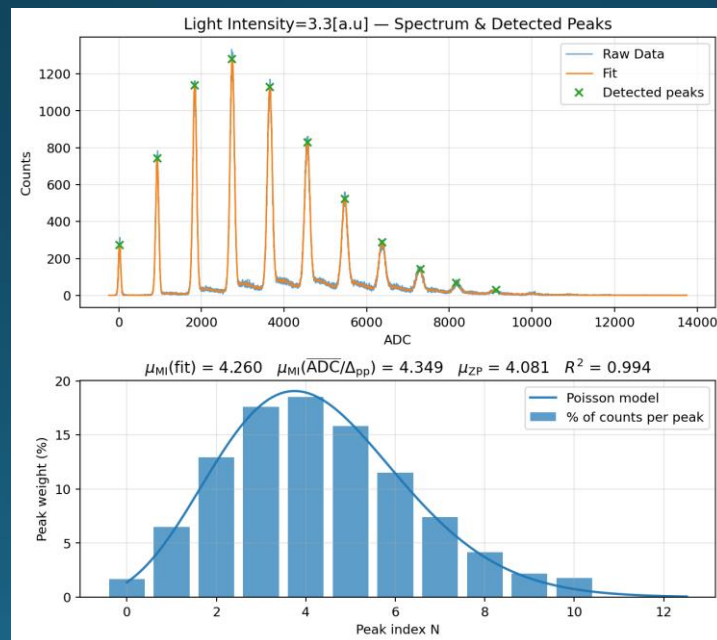 Light Intensity=3.3[a.u] — Spectrum & Detected Peaks
Raw Data
Fit
Detected peaks
Counts
1200
1000
800
600
400
200
0
0 2000 4000 6000 8000 10000 12000 14000
ADC
μMI(fit) = 4.260 μMI(A̅D̅C̅/Δpp) = 4.349 μZP = 4.081 R² = 0.994
Poisson model
% of counts per peak
Peak weight (%)
20
15
10
5
0
0 2 4 6 8 10 12
Peak index N